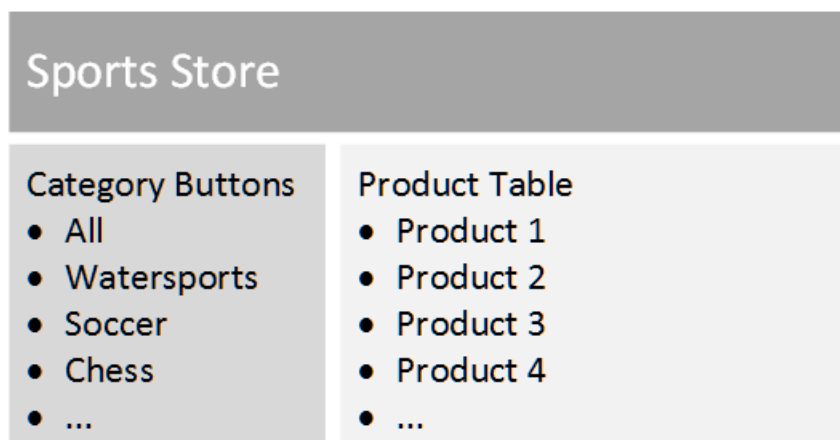 Sports Store
Category Buttons
• All
• Watersports
• Soccer
• Chess
• ...
Product Table
• Product 1
• Product 2
• Product 3
• Product 4
• ...